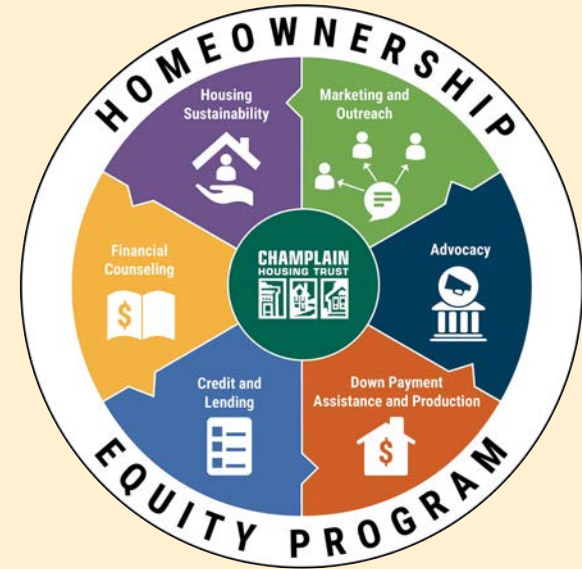 HOMEOWNERSHIP
Housing
Sustainability
Marketing and
Outreach
Financial
Counseling
$
CHAMPLAIN
HOUSING TRUST
Advocacy
Credit and
Lending
Down Payment
Assistance and Production
$
EQUITY PROGRAM